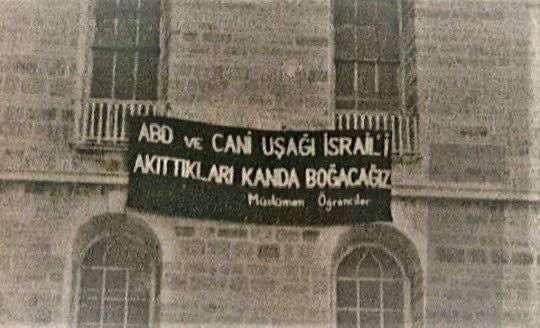 ABD VE CANİ UŞAĞI İSRAİL'İ
AKITTIKLARI KANDA BOĞACAĞIZ
Müslüman Öğrenciler